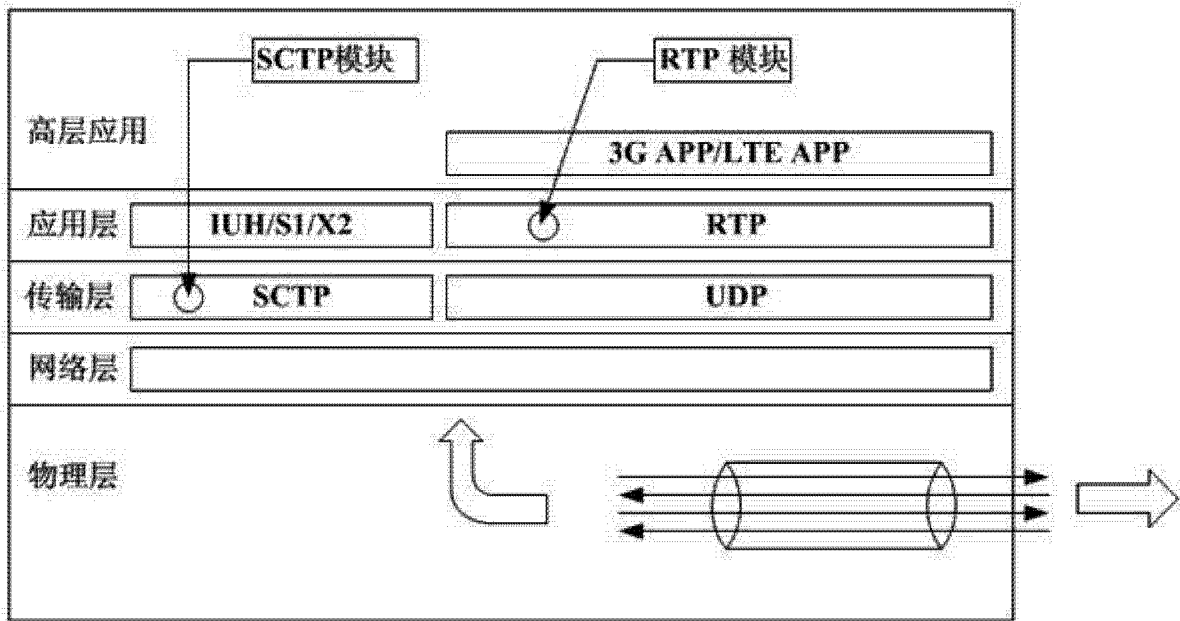 SCTP模块
RTP 模块
高层应用
3G APP/LTE APP
应用层
IUH/S1/X2
RTP
传输层
SCTP
UDP
网络层
物理层